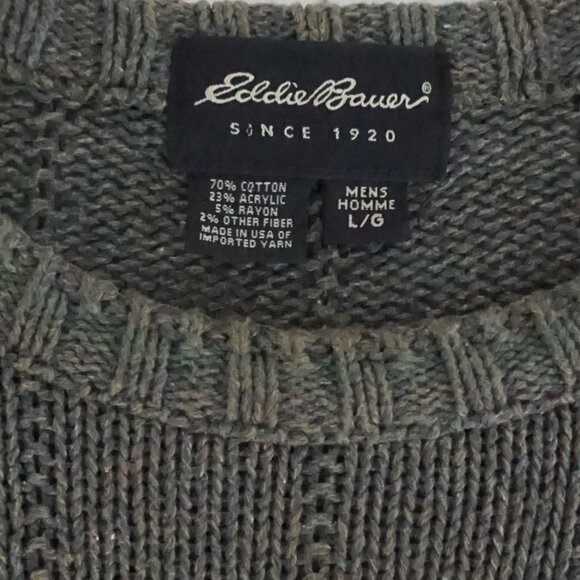 Eddie Bauer®
SINCE 1920
70% COTTON
23% ACRYLIC
5% RAYON
2% OTHER FIBER
MADE IN USA OF
IMPORTED YARN
MENS
HOMME
L/G